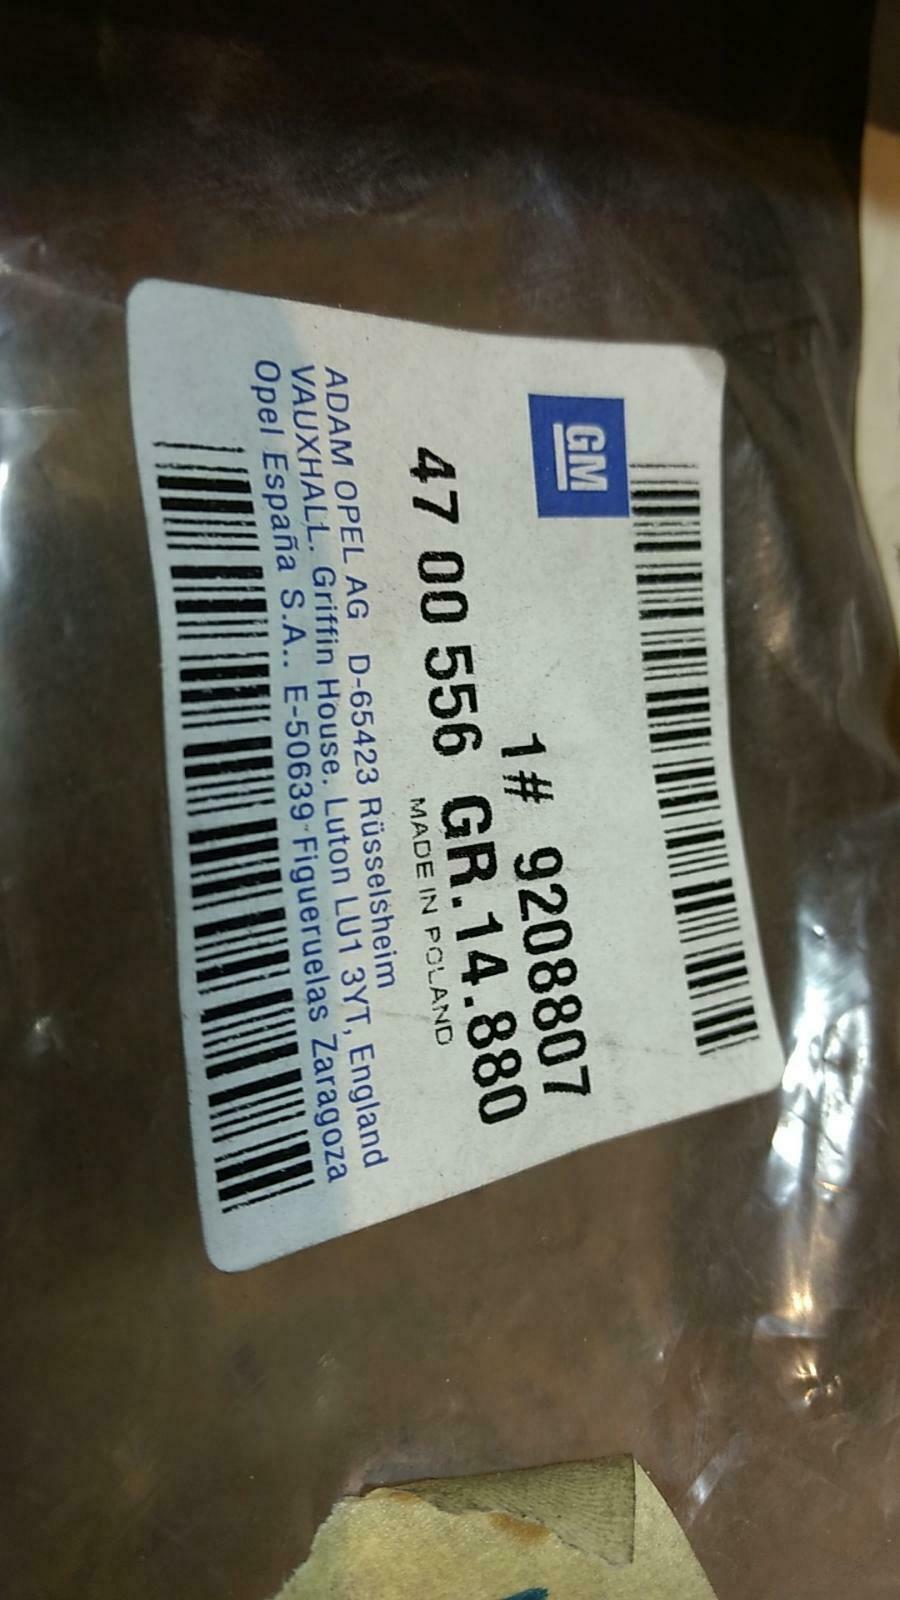 GM
1# 9208807
47 00 556 GR.14.880
MADE IN POLAND
ADAM OPEL AG D-65423 Rüsselsheim
VAUXHALL. Griffin House. Luton LU1 3YT, England
Opel España S.A.. E-50639 Figueruelas Zaragoza